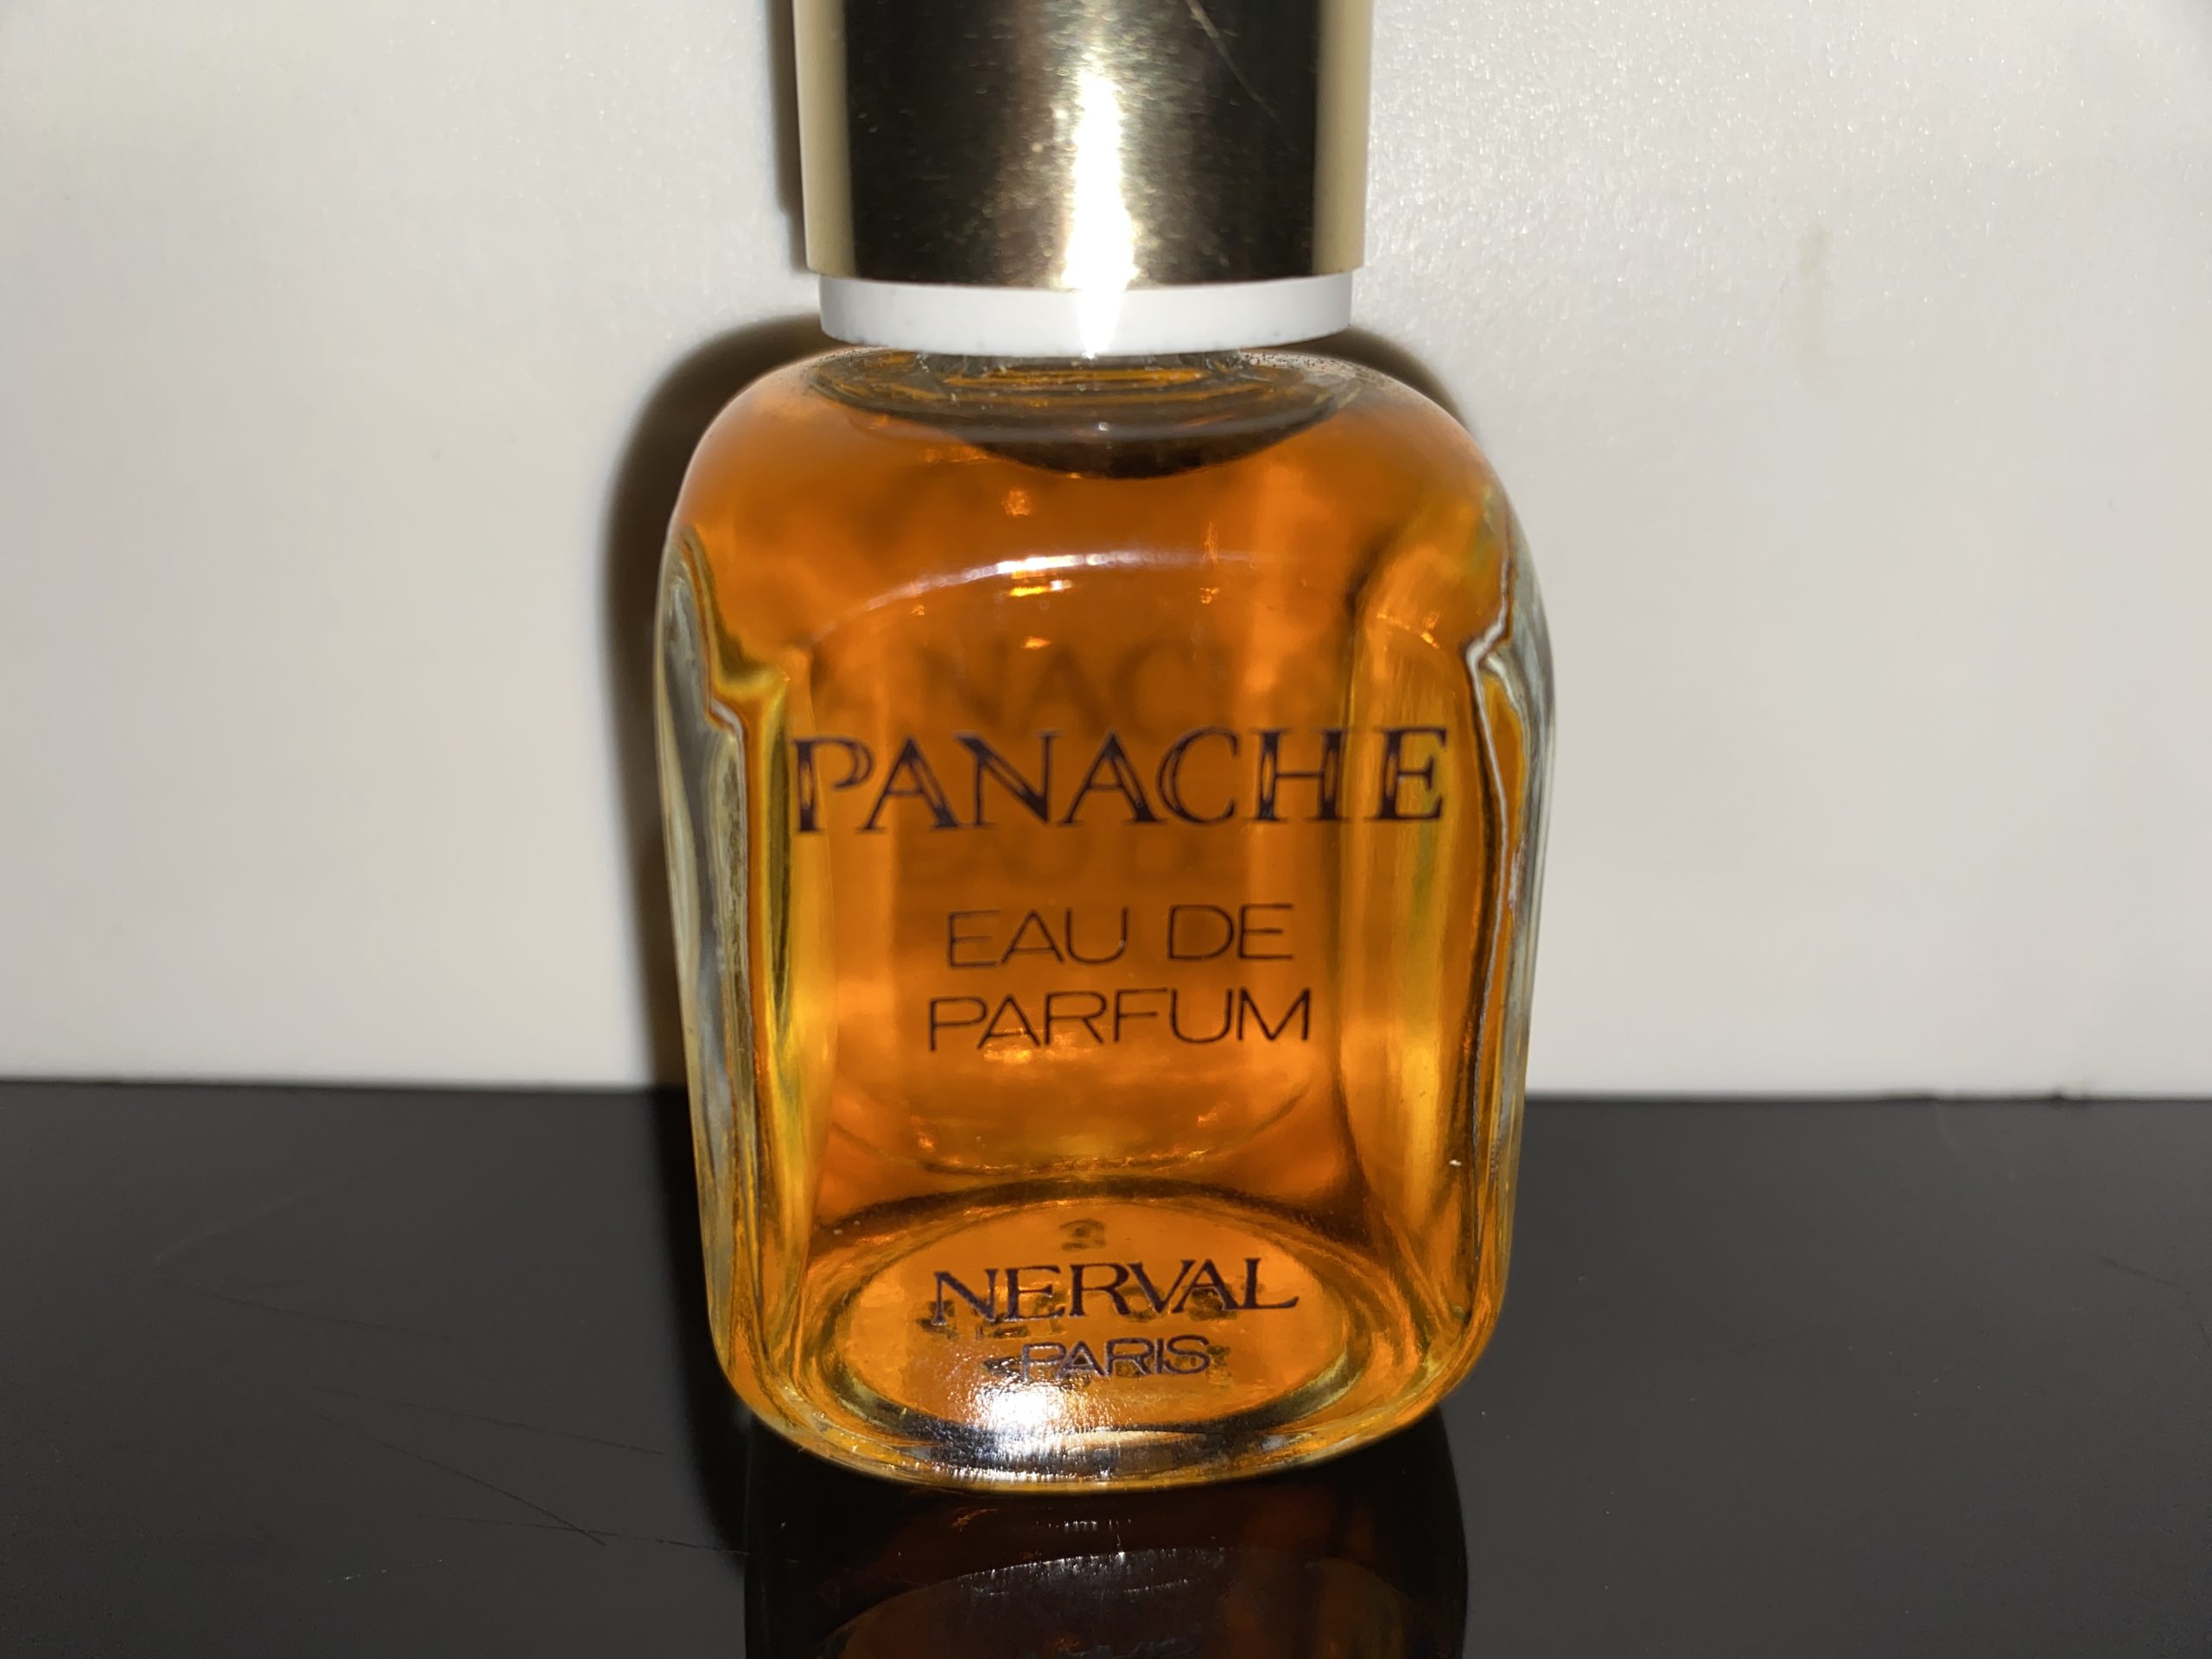 PANACHE
EAU DE
PARFUM
NERVAL
PARIS